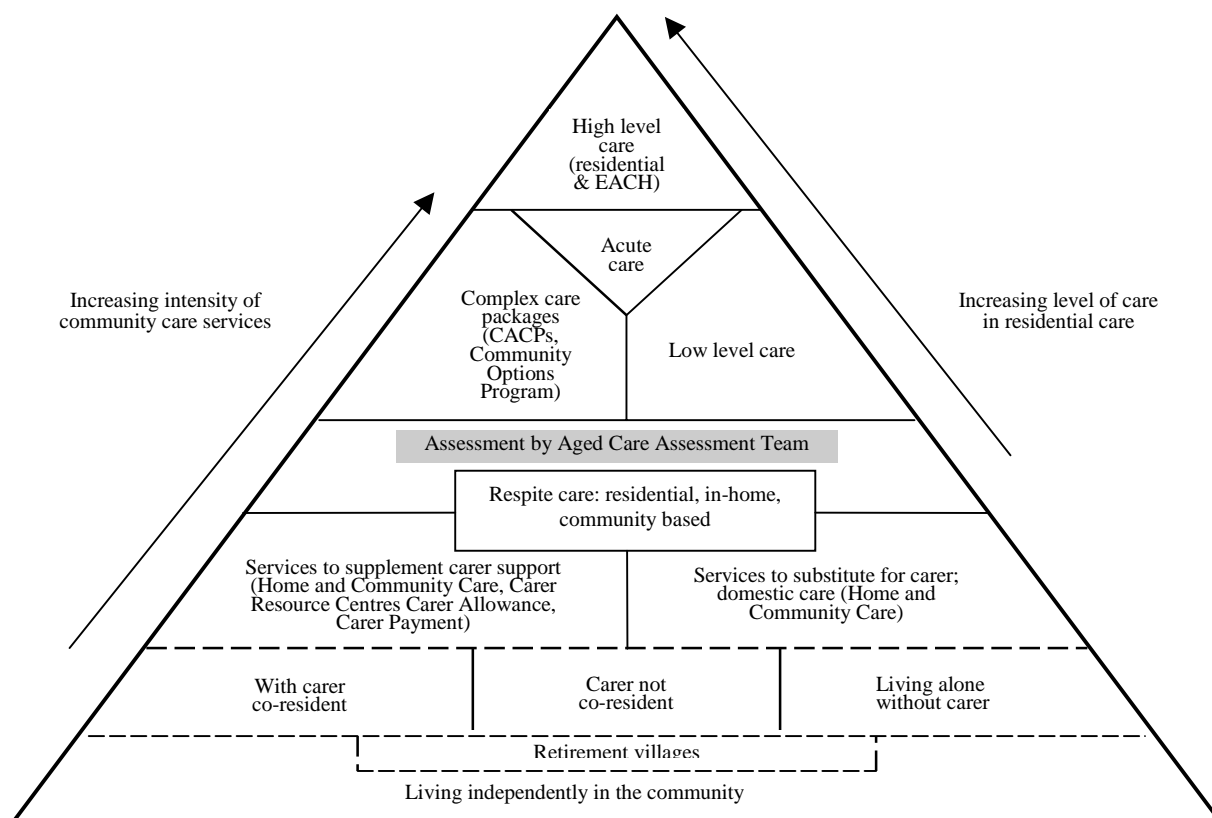 High level
care
(residential
& EACH)
Acute
care
Increasing intensity of
community care services
Complex care
packages
(CACPs,
Community
Options
Program)
Low level care
Increasing level of care
in residential care
Assessment by Aged Care Assessment Team
Respite care: residential, in-home,
community based
Services to supplement carer support
(Home and Community Care, Carer
Resource Centres Carer Allowance,
Carer Payment)
Services to substitute for carer;
domestic care (Home and
Community Care)
With carer
co-resident
Carer not
co-resident
Living alone
without carer
Retirement villages
Living independently in the community